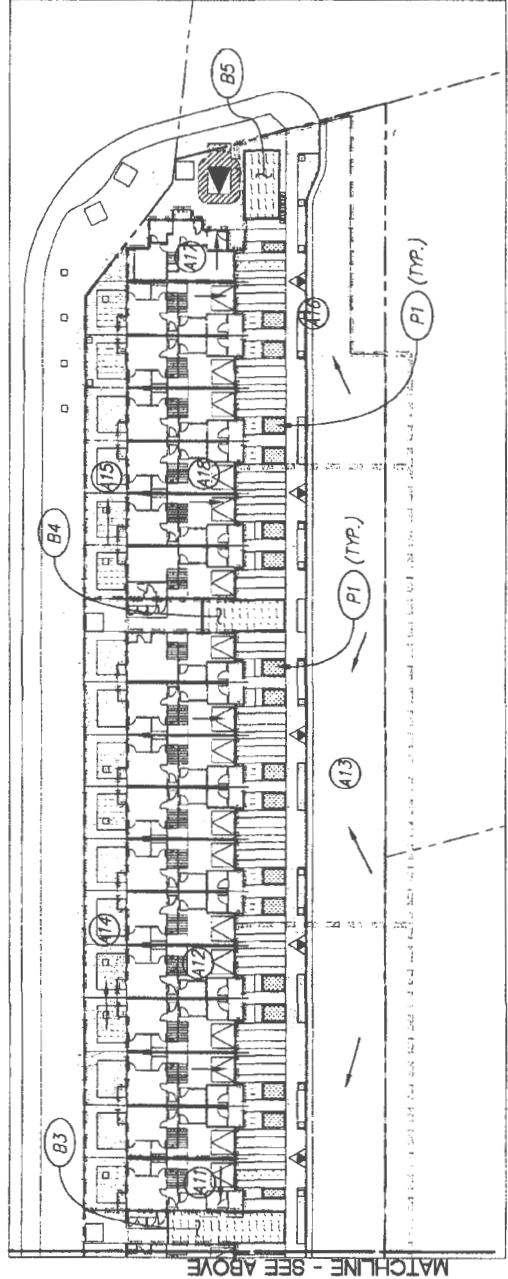 B5
A17
A16
P1 (TYP.)
A15
A18
B4
P1 (TYP.)
A13
A14
A12
B3
A11
MATCHLINE - SEE ABOVE